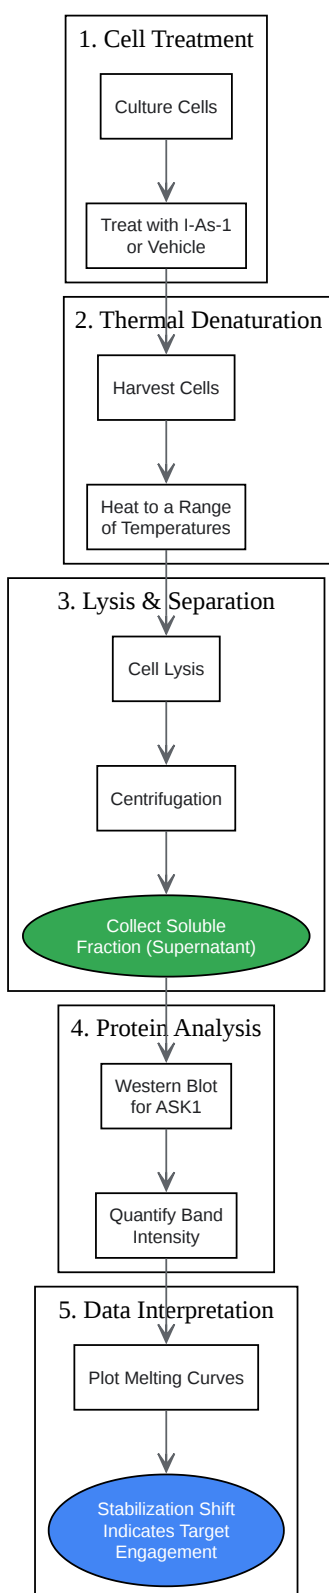 1. Cell Treatment
Culture Cells
Treat with I-As-1
or Vehicle
2. Thermal Denaturation
Harvest Cells
Heat to a Range
of Temperatures
3. Lysis & Separation
Cell Lysis
Centrifugation
Collect Soluble
Fraction (Supernatant)
4. Protein Analysis
Western Blot
for ASK1
Quantify Band
Intensity
5. Data Interpretation
Plot Melting Curves
Stabilization Shift
Indicates Target
Engagement